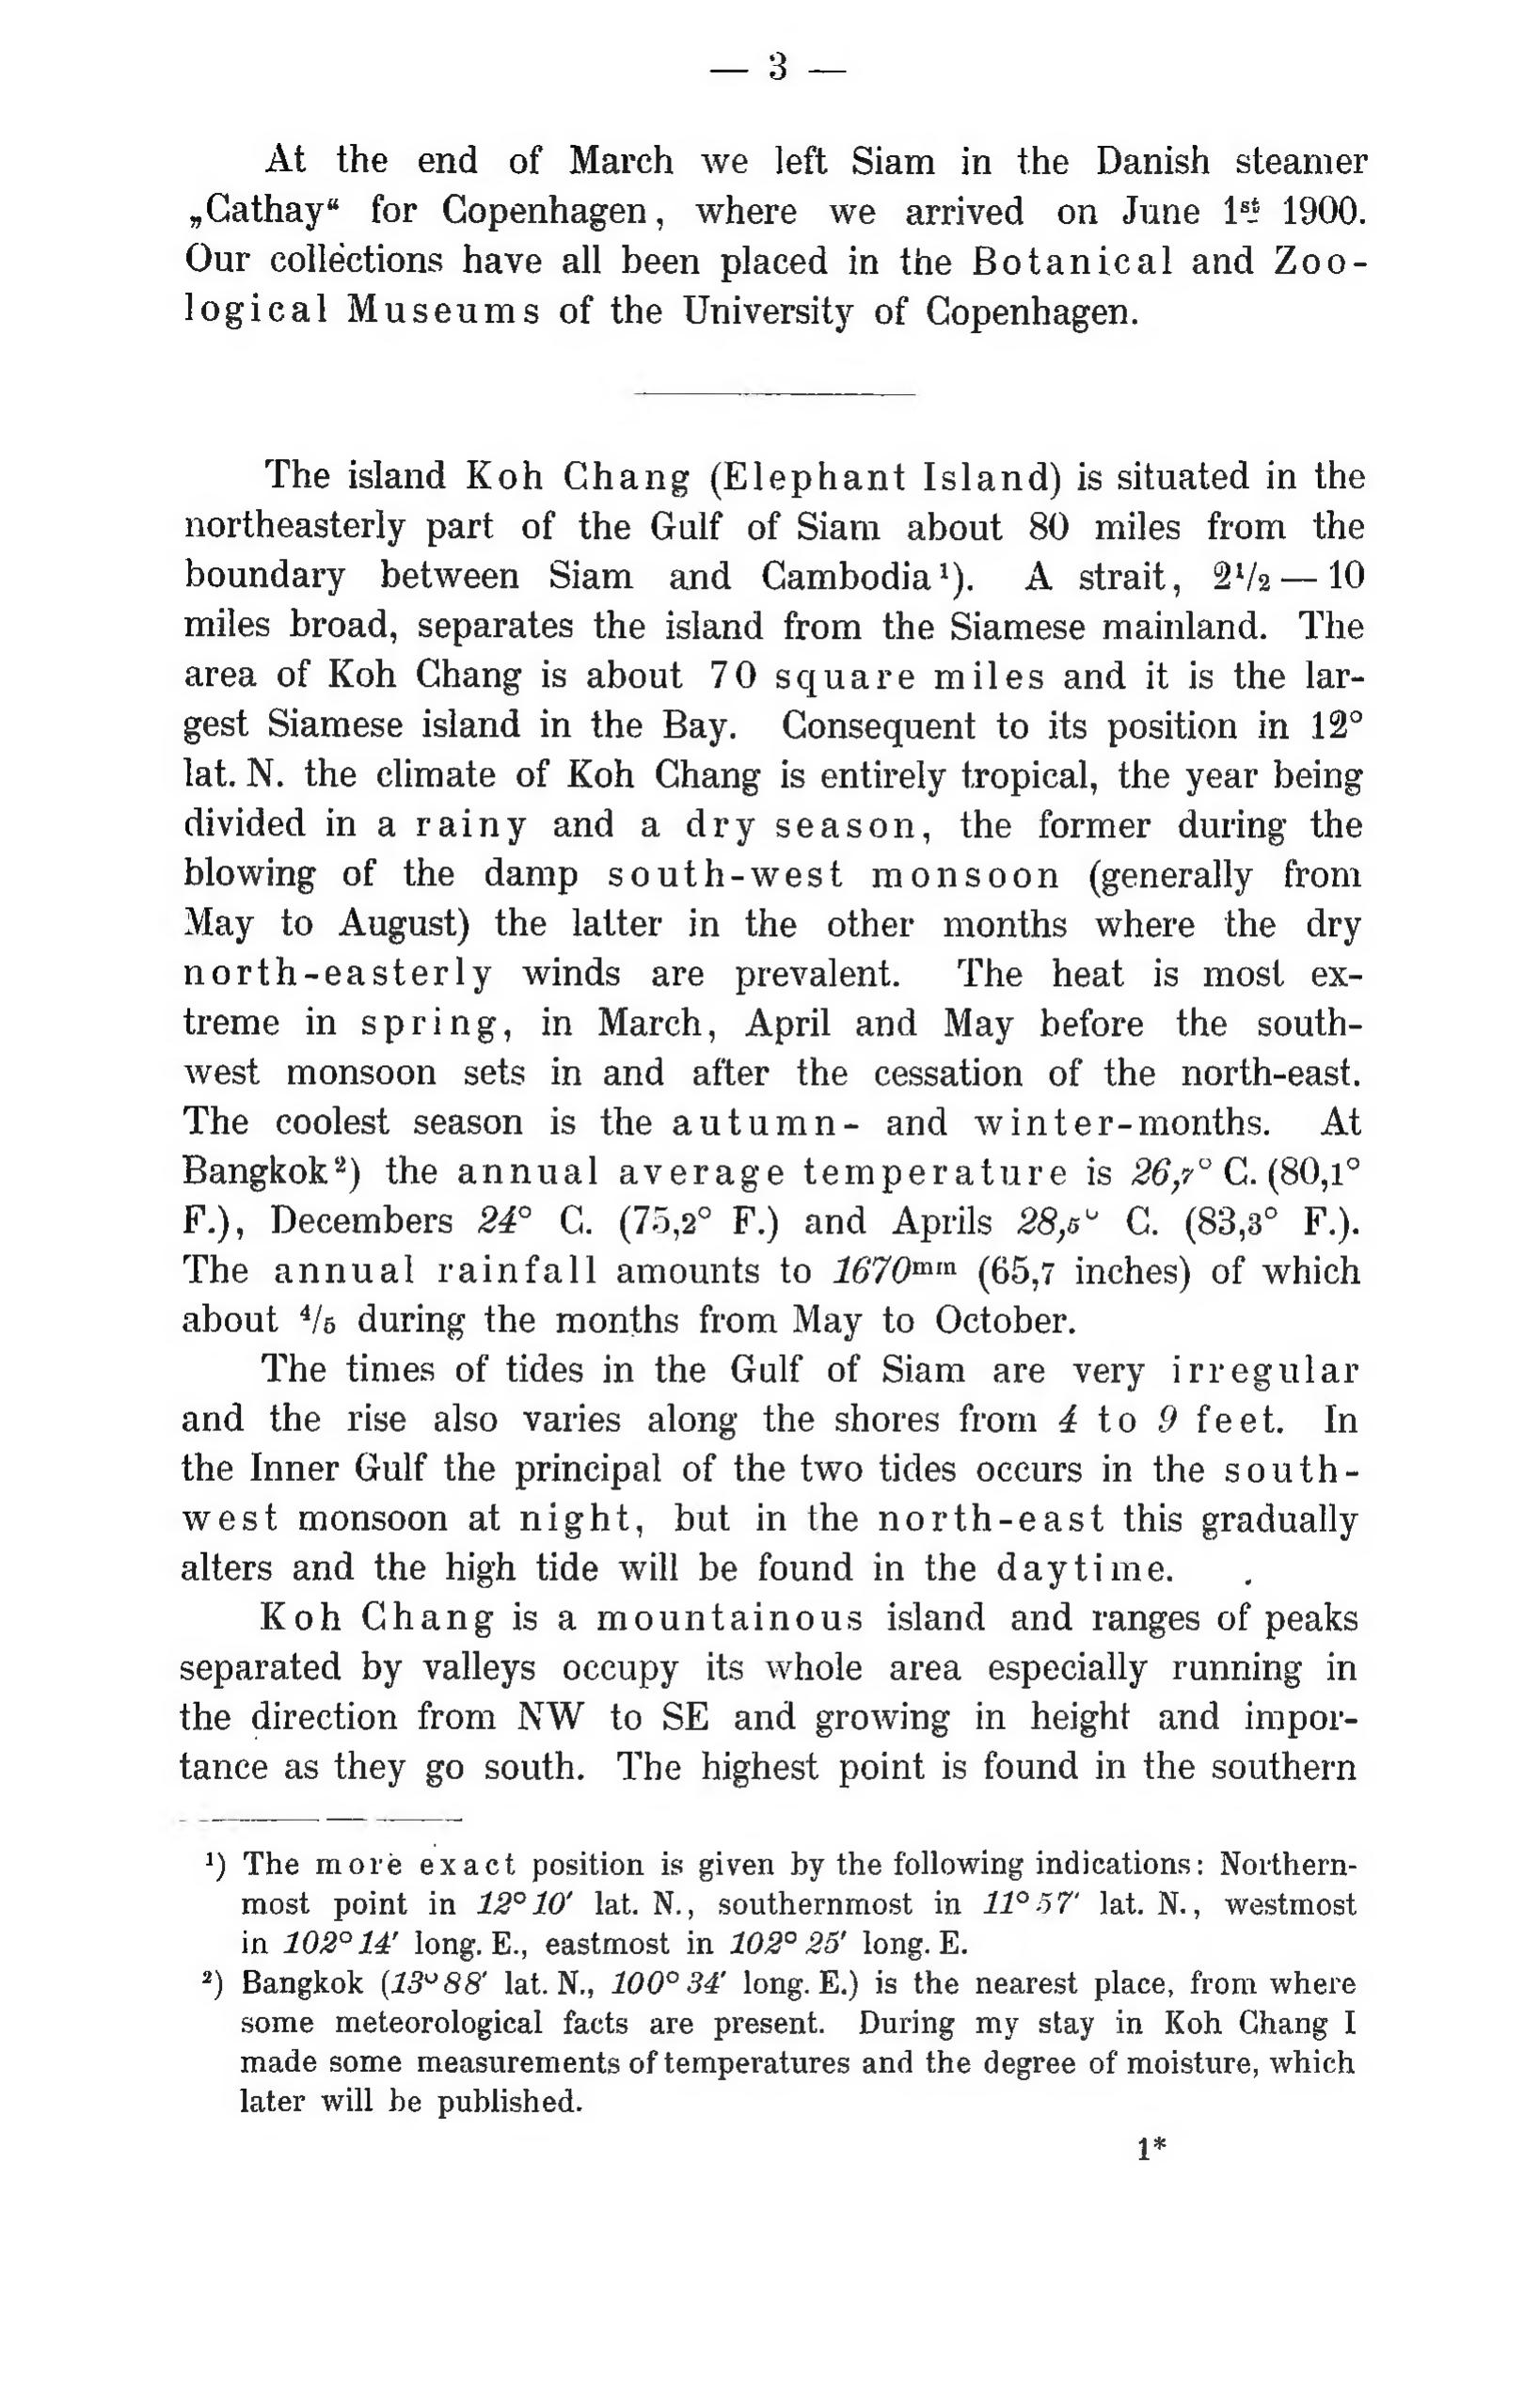 — 3 —
At the end of March we left Siam in the Danish steamer
„Cathay“ for Copenhagen, where we arrived on June 1st 1900.
Our collections have all been placed in the Botanical and Zoo-
logical Museums of the University of Copenhagen.
The island Koh Chang (Elephant Island) is situated in the
northeasterly part of the Gulf of Siam about 80 miles from the
boundary between Siam and Cambodia¹). A strait, 2¹/₂ — 10
miles broad, separates the island from the Siamese mainland. The
area of Koh Chang is about 70 square miles and it is the lar-
gest Siamese island in the Bay. Consequent to its position in 12°
lat. N. the climate of Koh Chang is entirely tropical, the year being
divided in a rainy and a dry season, the former during the
blowing of the damp south-west monsoon (generally from
May to August) the latter in the other months where the dry
north-easterly winds are prevalent. The heat is most ex-
treme in spring, in March, April and May before the south-
west monsoon sets in and after the cessation of the north-east.
The coolest season is the autumn- and winter-months. At
Bangkok²) the annual average temperature is 26,7° C. (80,1°
F.), Decembers 24° C. (75,2° F.) and Aprils 28,5° C. (83,3° F.).
The annual rainfall amounts to 1670mm (65,7 inches) of which
about ⁴/₅ during the months from May to October.
The times of tides in the Gulf of Siam are very irregular
and the rise also varies along the shores from 4 to 9 feet. In
the Inner Gulf the principal of the two tides occurs in the south-
west monsoon at night, but in the north-east this gradually
alters and the high tide will be found in the daytime.
Koh Chang is a mountainous island and ranges of peaks
separated by valleys occupy its whole area especially running in
the direction from NW to SE and growing in height and impor-
tance as they go south. The highest point is found in the southern
¹) The more exact position is given by the following indications: Northern-
most point in 12° 10′ lat. N., southernmost in 11° 57′ lat. N., westmost
in 102° 14′ long. E., eastmost in 102° 25′ long. E.
²) Bangkok (13° 88′ lat. N., 100° 34′ long. E.) is the nearest place, from where
some meteorological facts are present. During my stay in Koh Chang I
made some measurements of temperatures and the degree of moisture, which
later will be published.
1*